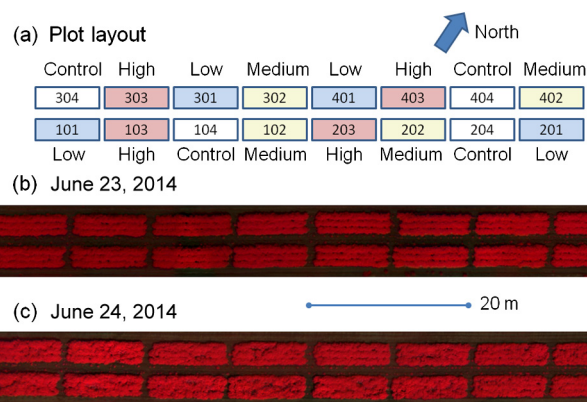 (a) Plot layout
North
Control High Low Medium Low High Control Medium
304 303 301 302 401 403 404 402
101 103 104 102 203 202 204 201
Low High Control Medium High Medium Control Low
(b) June 23, 2014
(c) June 24, 2014
20 m